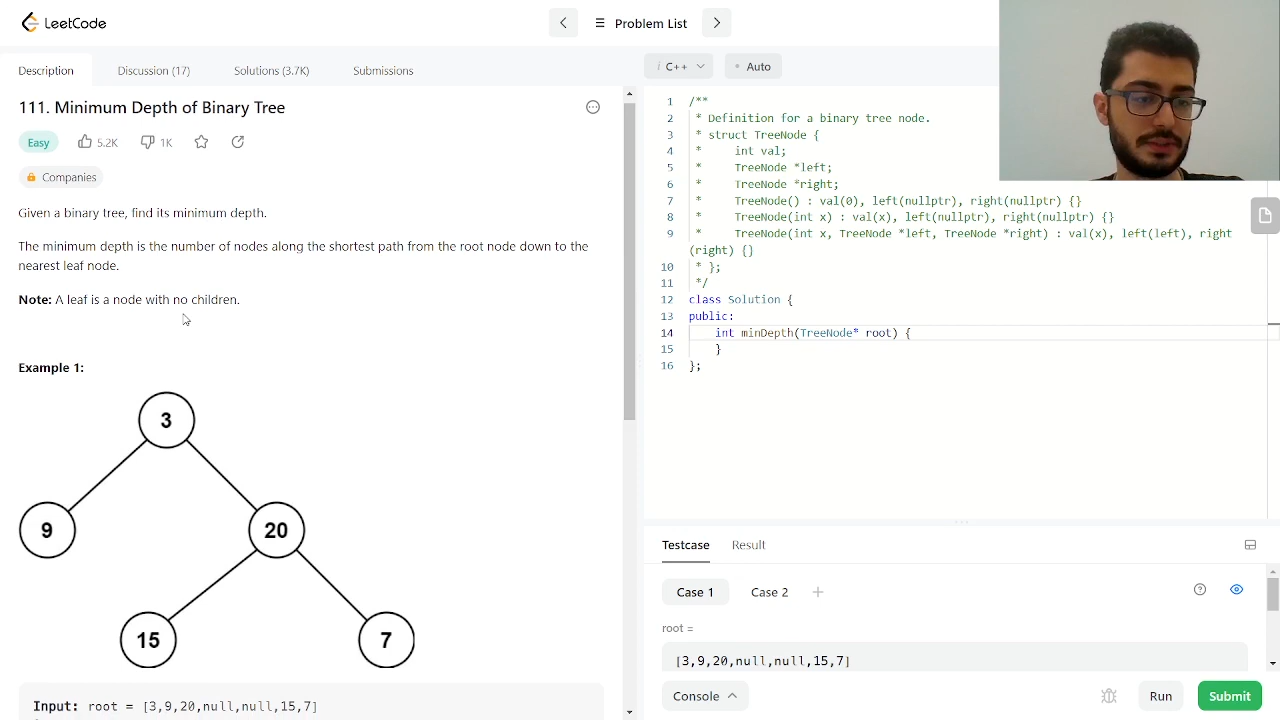 LeetCode
Problem List
Description
Discussion (17)
Solutions (3.7K)
Submissions
111. Minimum Depth of Binary Tree
Easy
5.2K
1K
Companies
Given a binary tree, find its minimum depth.
The minimum depth is the number of nodes along the shortest path from the root node down to the
nearest leaf node.
Note: A leaf is a node with no children.
Example 1:
3
9
20
15
7
Input: root = [3,9,20,null,null,15,7]
i C++
Auto
1 /**
2 * Definition for a binary tree node.
3 * struct TreeNode {
4 *     int val;
5 *     TreeNode *left;
6 *     TreeNode *right;
7 *     TreeNode() : val(0), left(nullptr), right(nullptr) {}
8 *     TreeNode(int x) : val(x), left(nullptr), right(nullptr) {}
9 *     TreeNode(int x, TreeNode *left, TreeNode *right) : val(x), left(left), right
(right) {}
10 * };
11 */
12 class Solution {
13 public:
14     int minDepth(TreeNode* root) {
15     }
16 };
Testcase
Result
Case 1
Case 2
root =
[3,9,20,null,null,15,7]
Console
Run
Submit